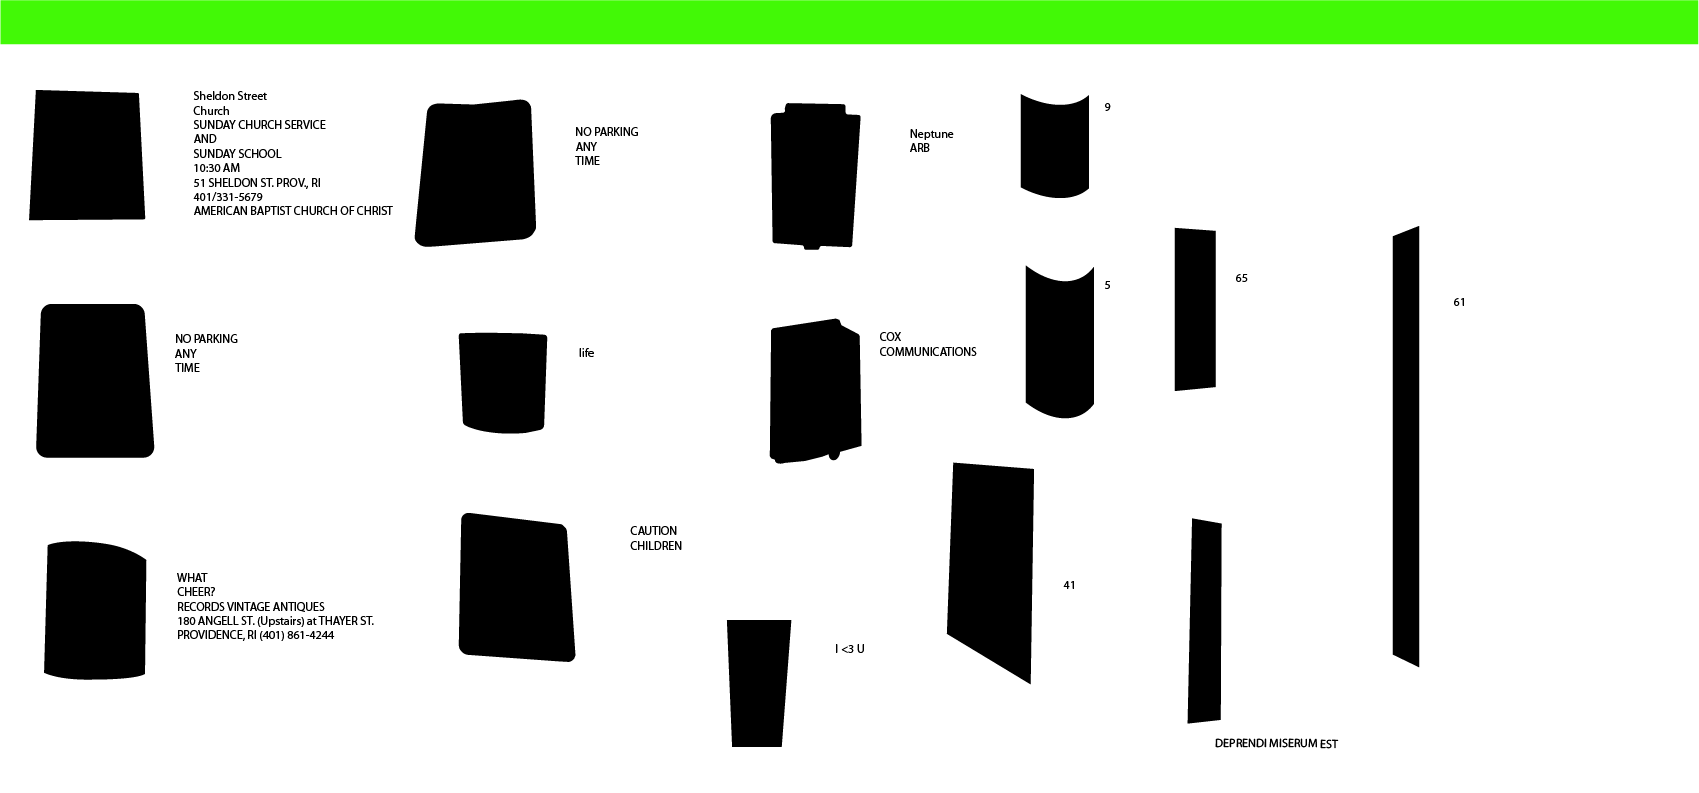 Sheldon Street
Church
SUNDAY CHURCH SERVICE
AND
SUNDAY SCHOOL
10:30 AM
51 SHELDON ST. PROV., RI
401/331-5679
AMERICAN BAPTIST CHURCH OF CHRIST
NO PARKING
ANY
TIME
Neptune
ARB
9
NO PARKING
ANY
TIME
life
COX
COMMUNICATIONS
5
65
61
WHAT
CHEER?
RECORDS VINTAGE ANTIQUES
180 ANGELL ST. (Upstairs) at THAYER ST.
PROVIDENCE, RI (401) 861-4244
CAUTION
CHILDREN
I <3 U
41
DEPRENDI MISERUM EST